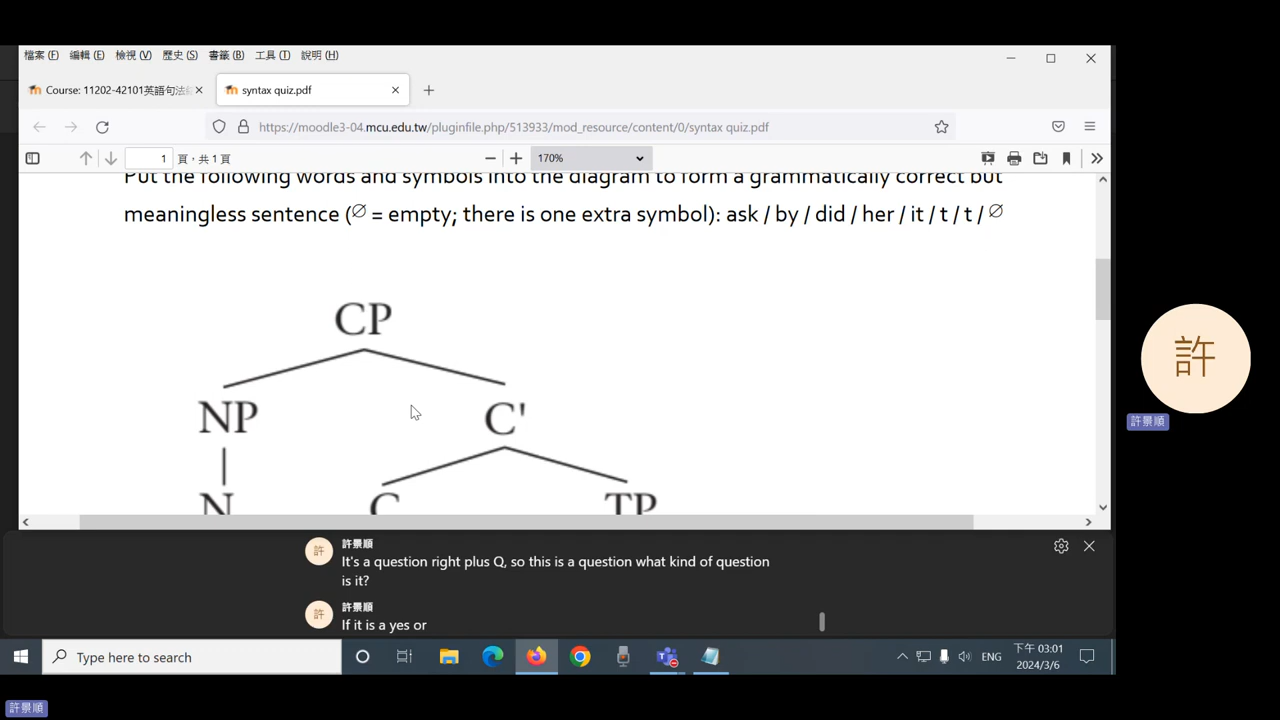 檔案 (F) 編輯 (E) 檢視 (V) 歷史 (S) 書籤 (B) 工具 (T) 說明 (H)
Course: 11202-42101英語句法 syntax quiz.pdf
https://moodle3-04.mcu.edu.tw/pluginfile.php/513933/mod_resource/content/0/syntax quiz.pdf
1 頁，共 1 頁 170%
Put the following words and symbols into the diagram to form a grammatically correct but
meaningless sentence (∅ = empty; there is one extra symbol): ask / by / did / her / it / t / t / ∅
CP
NP C'
N C TP
許
許景順
許 許景順
It's a question right plus Q, so this is a question what kind of question
is it?
許 許景順
If it is a yes or
Type here to search
ENG
下午 03:01
2024/3/6
許景順